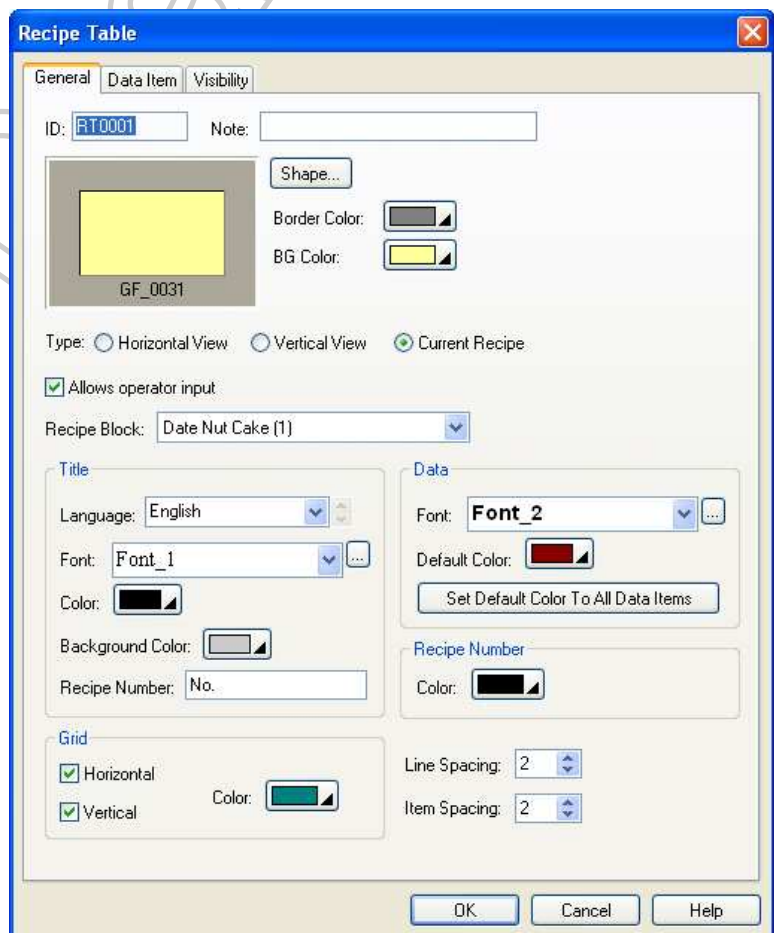 Recipe Table
General Data Item Visibility
ID: RT0001 Note:
Shape...
Border Color:
BG Color:
GF_0031
Type: Horizontal View Vertical View Current Recipe
Allows operator input
Recipe Block: Date Nut Cake (1)
Title
Language: English
Font: Font_1
Color:
Background Color:
Recipe Number: No.
Data
Font: Font_2 ...
Default Color:
Set Default Color To All Data Items
Recipe Number
Color:
Grid
Horizontal
Vertical
Color:
Line Spacing: 2
Item Spacing: 2
OK Cancel Help